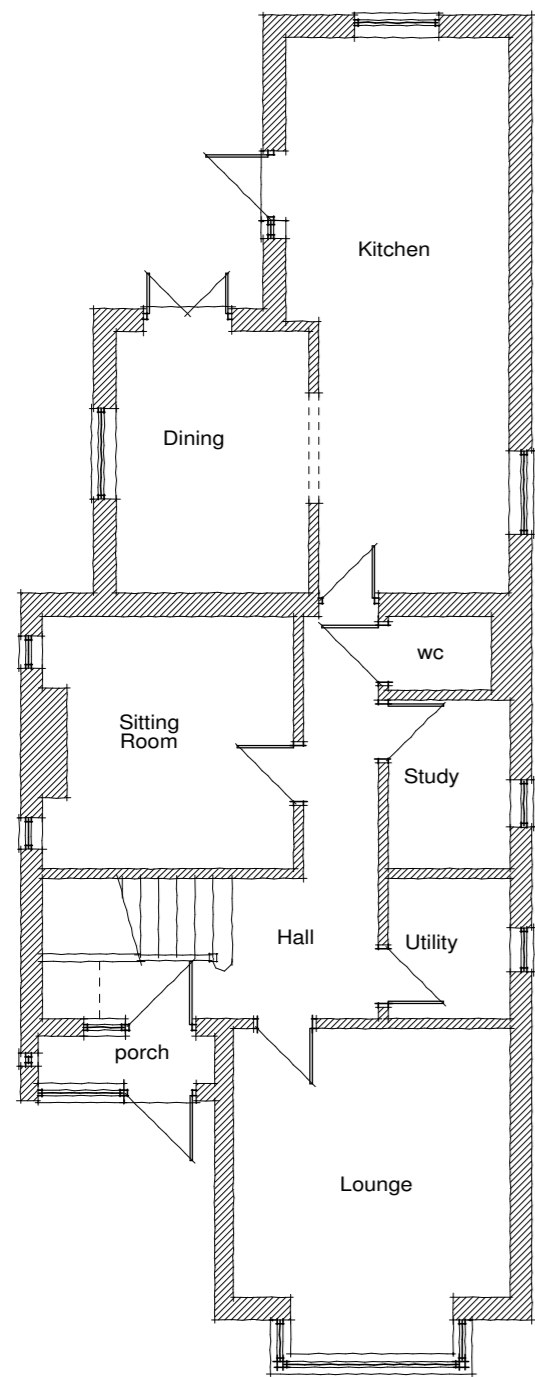 Kitchen
Dining
wc
Sitting
Room
Study
Hall
Utility
porch
Lounge